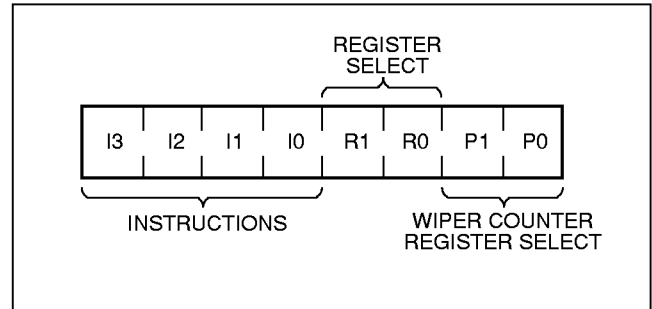 REGISTER
SELECT
I3 I2 I1 I0 R1 R0 P1 P0
INSTRUCTIONS
WIPER COUNTER
REGISTER SELECT